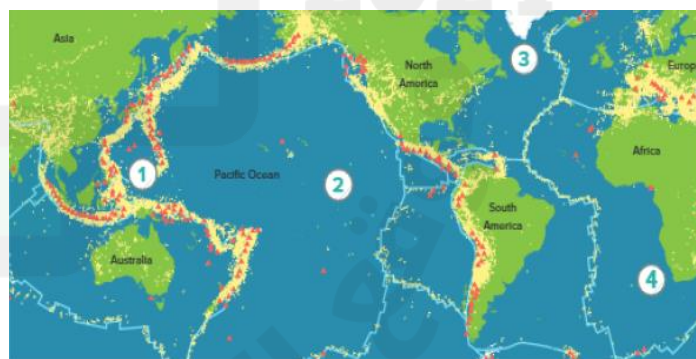 Asia
North
America
3
Europ
Africa
1
Pacific Ocean
2
South
America
Australia
4